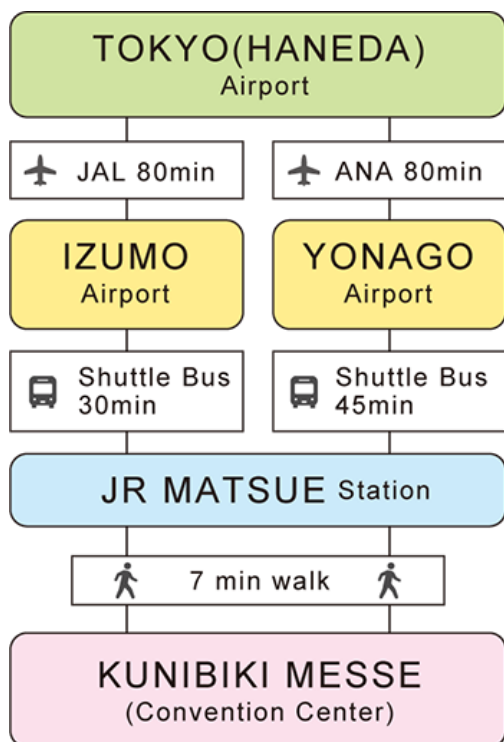 TOKYO(HANEDA)
Airport
JAL 80min
ANA 80min
IZUMO
Airport
YONAGO
Airport
Shuttle Bus
30min
Shuttle Bus
45min
JR MATSUE Station
7 min walk
KUNIBIKI MESSE
(Convention Center)